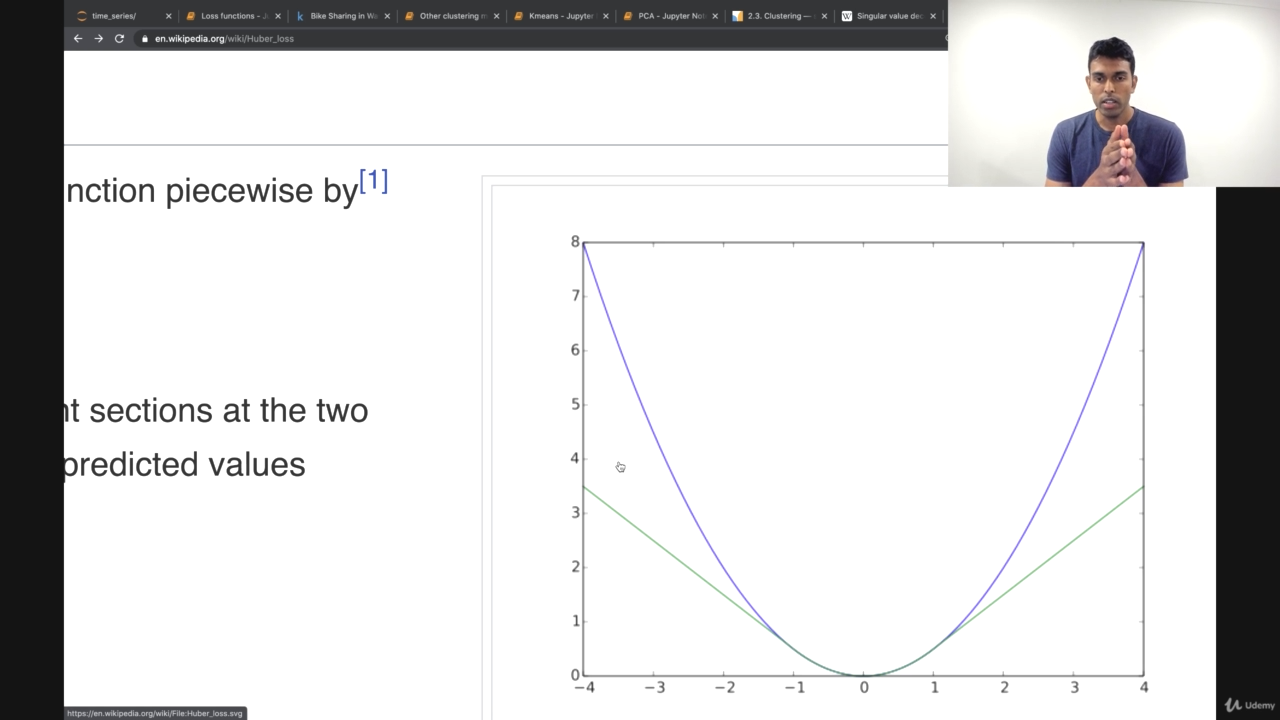 time_series/
Loss functions - J
Bike Sharing in Wa
Other clustering m
Kmeans - Jupyter
PCA - Jupyter Not
2.3. Clustering —
Singular value dec
en.wikipedia.org/wiki/Huber_loss
nction piecewise by[1]
nt sections at the two
predicted values
8
7
6
5
4
3
2
1
0
−4 −3 −2 −1 0 1 2 3 4
https://en.wikipedia.org/wiki/File:Huber_loss.svg
Udemy